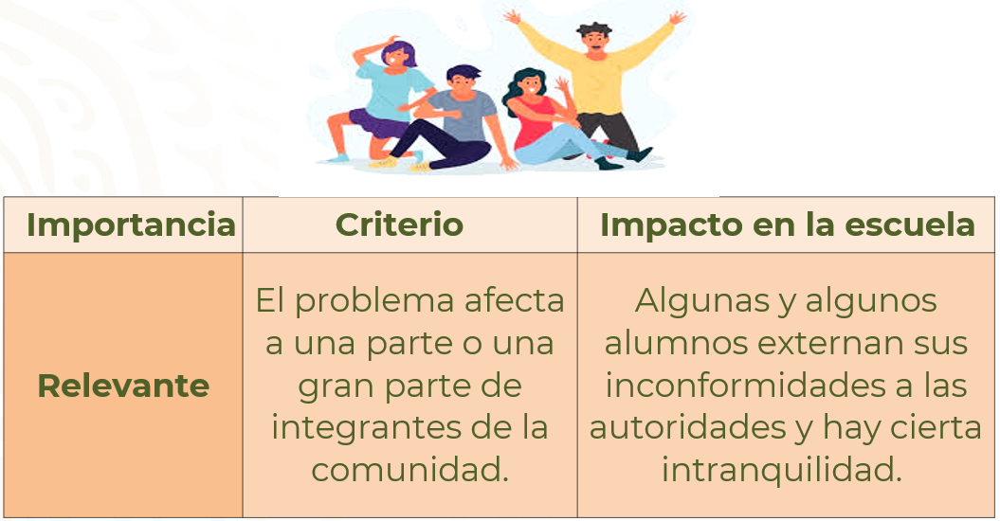 Importancia
Criterio
Impacto en la escuela
Relevante
El problema afecta
a una parte o una
gran parte de
integrantes de la
comunidad.
Algunas y algunos
alumnos externan sus
inconformidades a las
autoridades y hay cierta
intranquilidad.